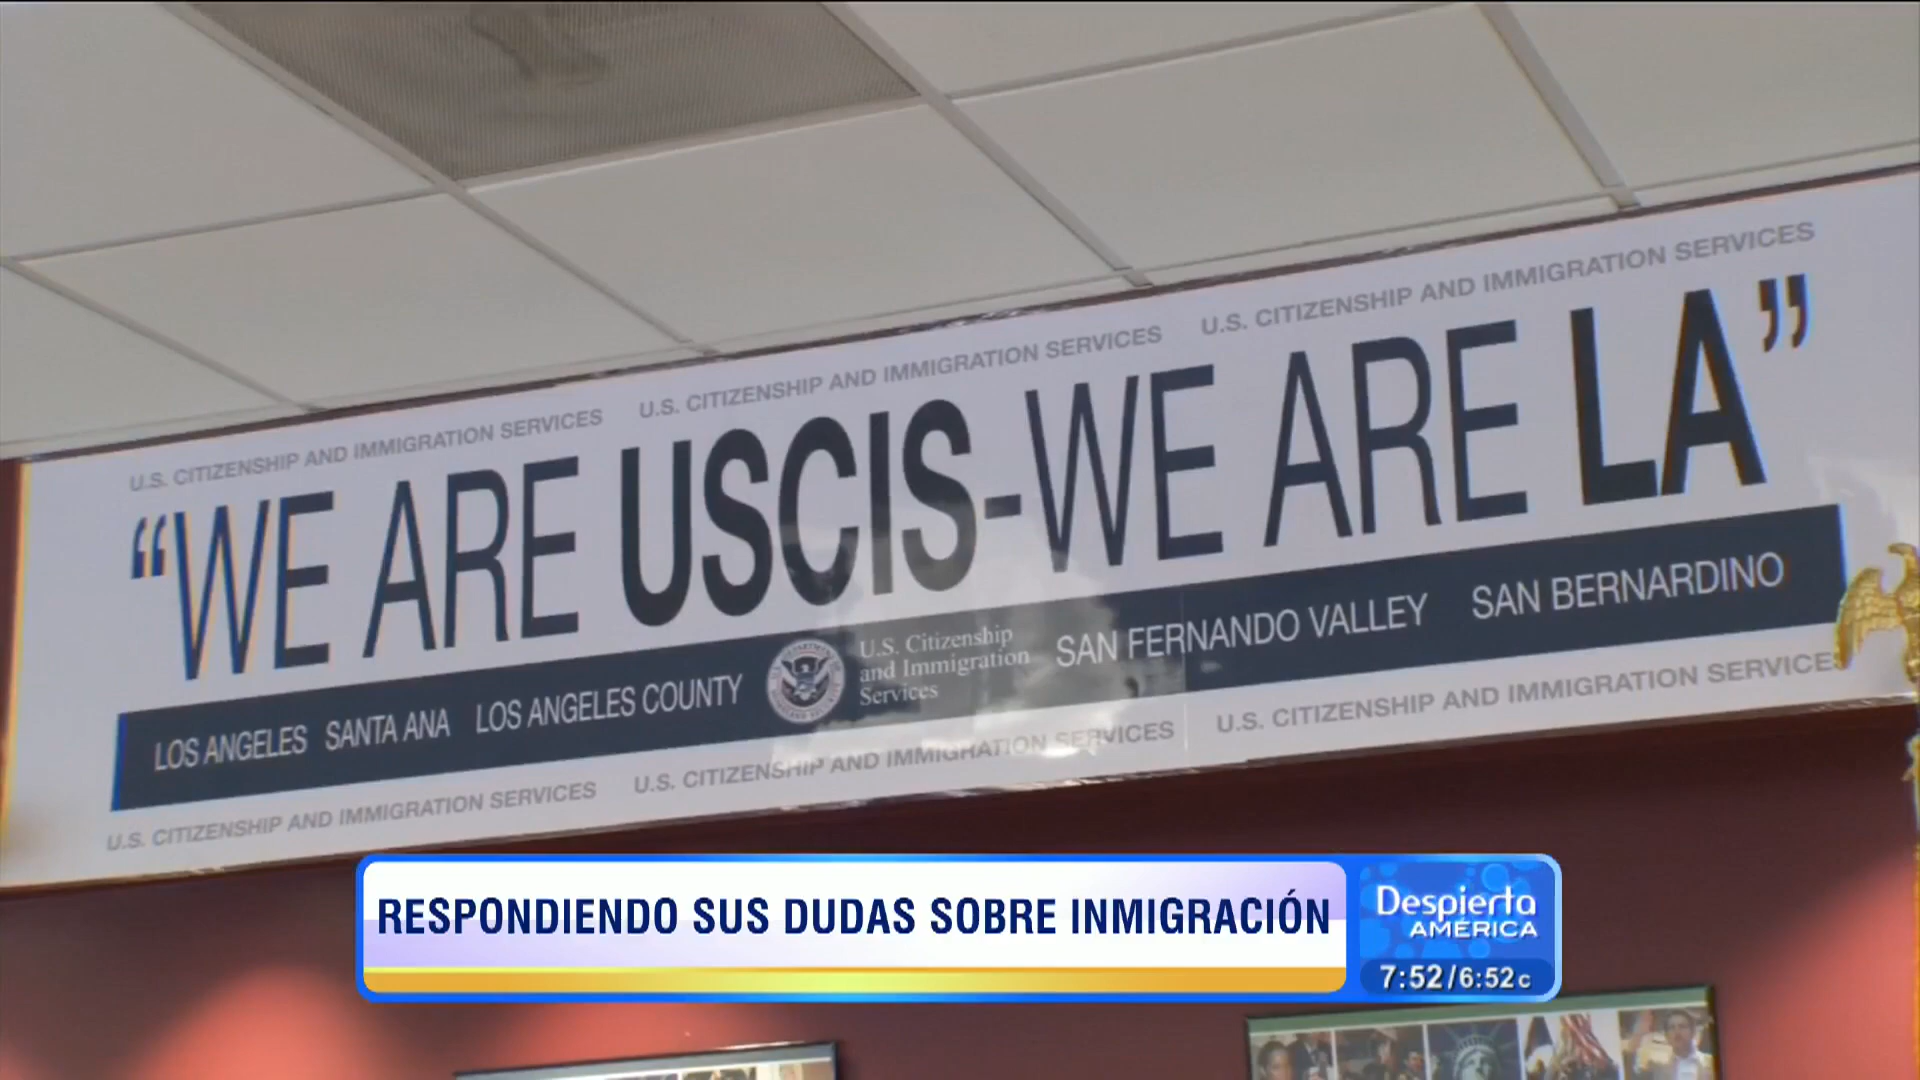 U.S. CITIZENSHIP AND IMMIGRATION SERVICES U.S. CITIZENSHIP AND IMMIGRATION SERVICES U.S. CITIZENSHIP AND IMMIGRATION SERVICES
“WE ARE USCIS-WE ARE LA”
LOS ANGELES SANTA ANA LOS ANGELES COUNTY
U.S. Citizenship
and Immigration
Services
SAN FERNANDO VALLEY SAN BERNARDINO
U.S. CITIZENSHIP AND IMMIGRATION SERVICES U.S. CITIZENSHIP AND IMMIGRATION SERVICES U.S. CITIZENSHIP AND IMMIGRATION SERVICES
RESPONDIENDO SUS DUDAS SOBRE INMIGRACIÓN
Despierta
AMÉRICA
7:52/6:52c